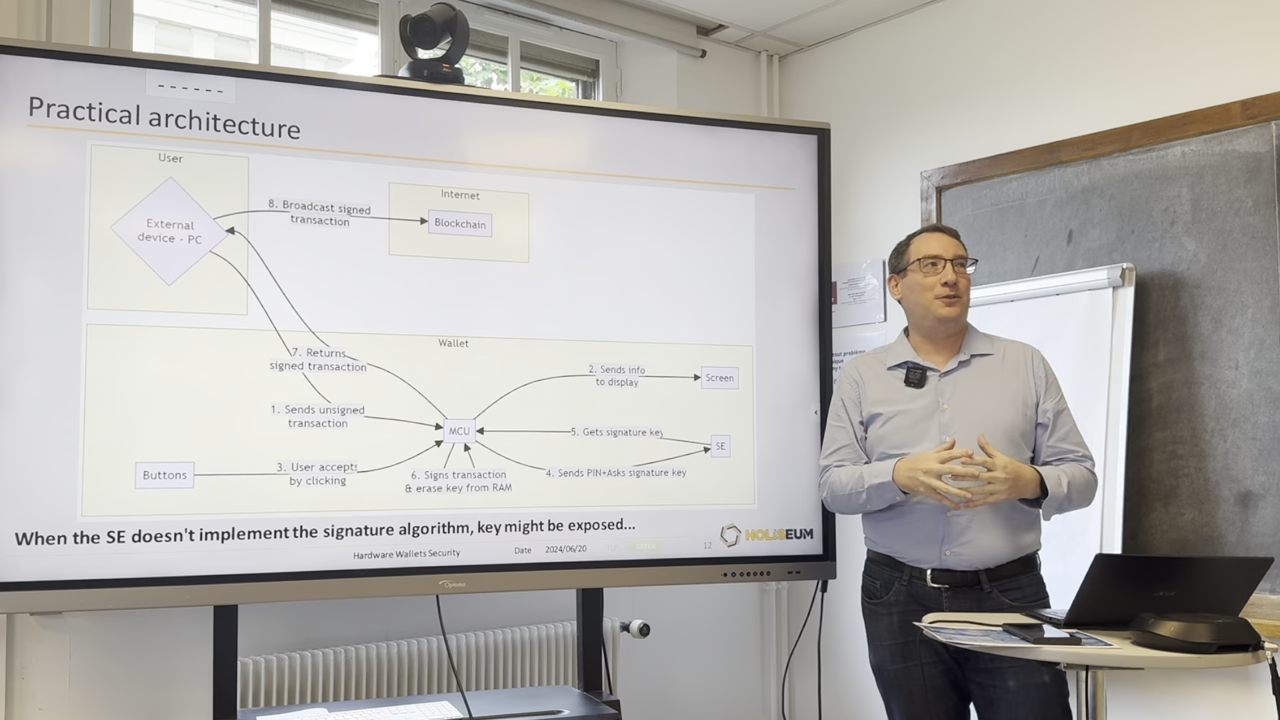 Practical architecture
User
External
device - PC
8. Broadcast signed
transaction
Internet
Blockchain
Wallet
7. Returns
signed transaction
2. Sends info
to display
Screen
1. Sends unsigned
transaction
MCU
5. Gets signature key
SE
Buttons
3. User accepts
by clicking
6. Signs transaction
& erase key from RAM
4. Sends PIN+Asks signature key
When the SE doesn't implement the signature algorithm, key might be exposed...
HOLISEUM
Hardware Wallets Security
Date 2024/06/20
12
Optoma